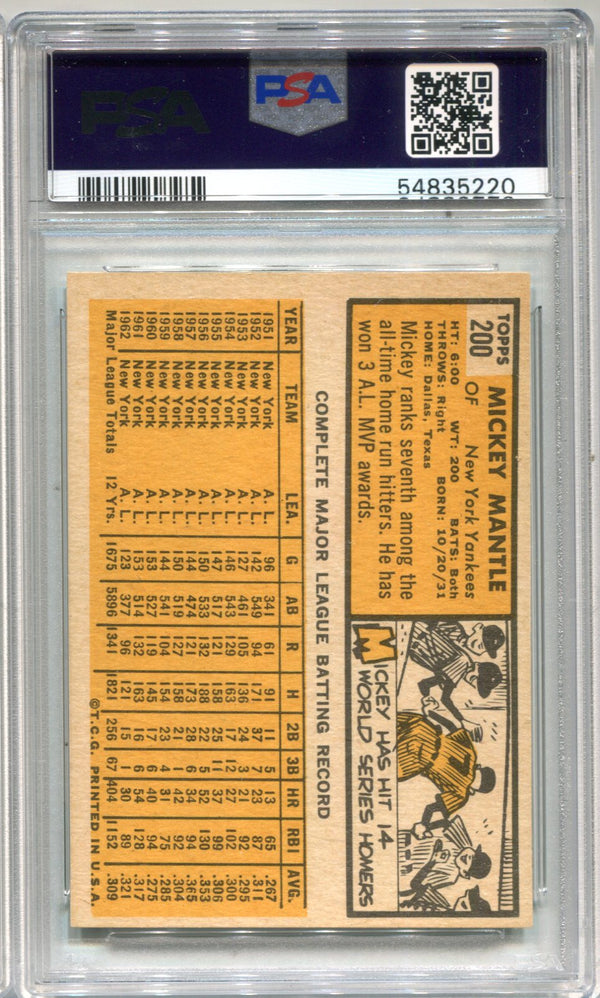 PSA
PSA
54835220
TOPPS
200
MICKEY MANTLE
OF New York Yankees
HT: 6:00 WT: 200 BATS: Both
THROWS: Right BORN: 10/20/31
HOME: Dallas, Texas
Mickey ranks seventh among the
all-time home run hitters. He has
won 3 A.L. MVP awards.
7
MICKEY HAS HIT 14
WORLD SERIES HOMERS
COMPLETE MAJOR LEAGUE BATTING RECORD
YEAR TEAM LEA. G AB R H 2B 3B HR RBI AVG.
1951 New York A. L. 96 341 61 91 11 5 13 65 .267
1952 New York A. L. 142 549 94 171 37 7 23 87 .311
1953 New York A. L. 127 461 105 136 24 3 21 92 .295
1954 New York A. L. 146 543 129 163 17 12 27 102 .300
1955 New York A. L. 147 517 121 158 25 11 37 99 .306
1956 New York A. L. 150 533 132 188 22 5 52 130 .353
1957 New York A. L. 144 474 121 173 28 6 34 94 .365
1958 New York A. L. 150 519 127 158 21 1 42 97 .304
1959 New York A. L. 144 541 104 154 23 4 31 75 .285
1960 New York A. L. 153 527 119 145 17 6 40 94 .275
1961 New York A. L. 153 514 132 163 16 6 54 128 .317
1962 New York A. L. 123 377 96 121 15 1 30 89 .321
Major League Totals 12 Yrs. 1675 5896 1341 1821 256 67 404 1152 .309
©T.C.G. PRINTED IN U.S.A.